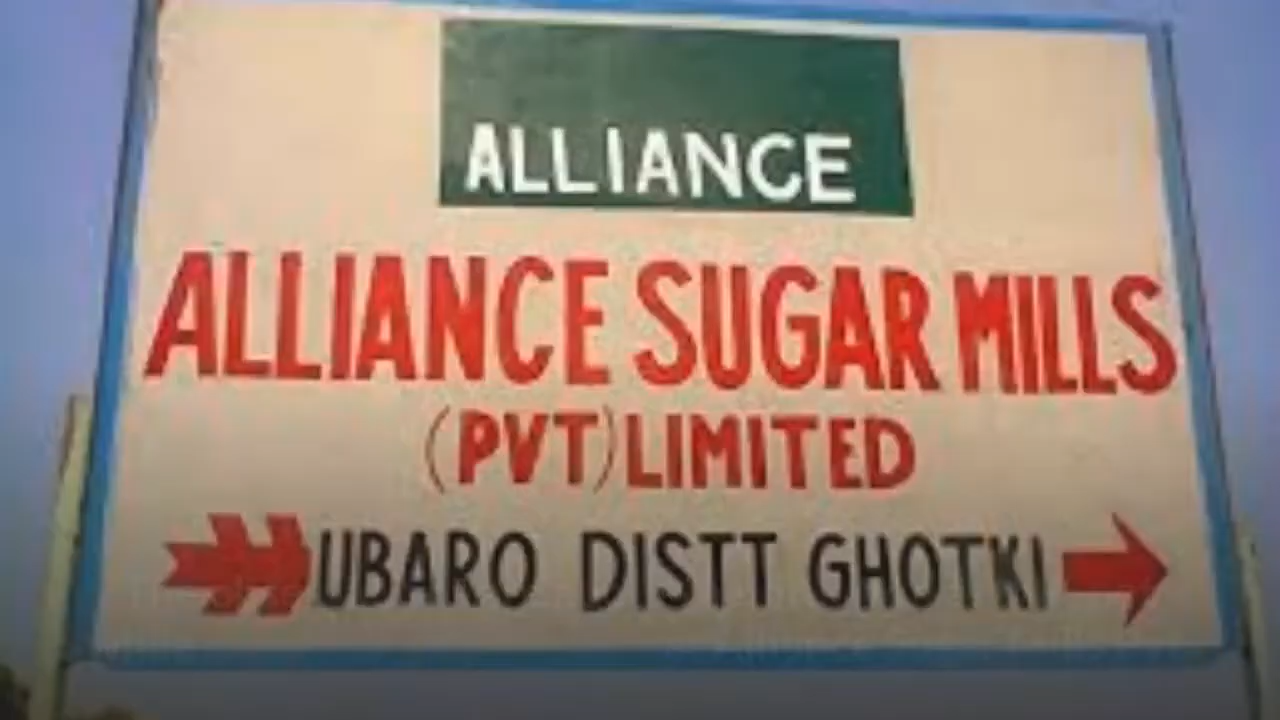 ALLIANCE
ALLIANCE SUGAR MILLS
(PVT) LIMITED
UBARO DISTT GHOTKI